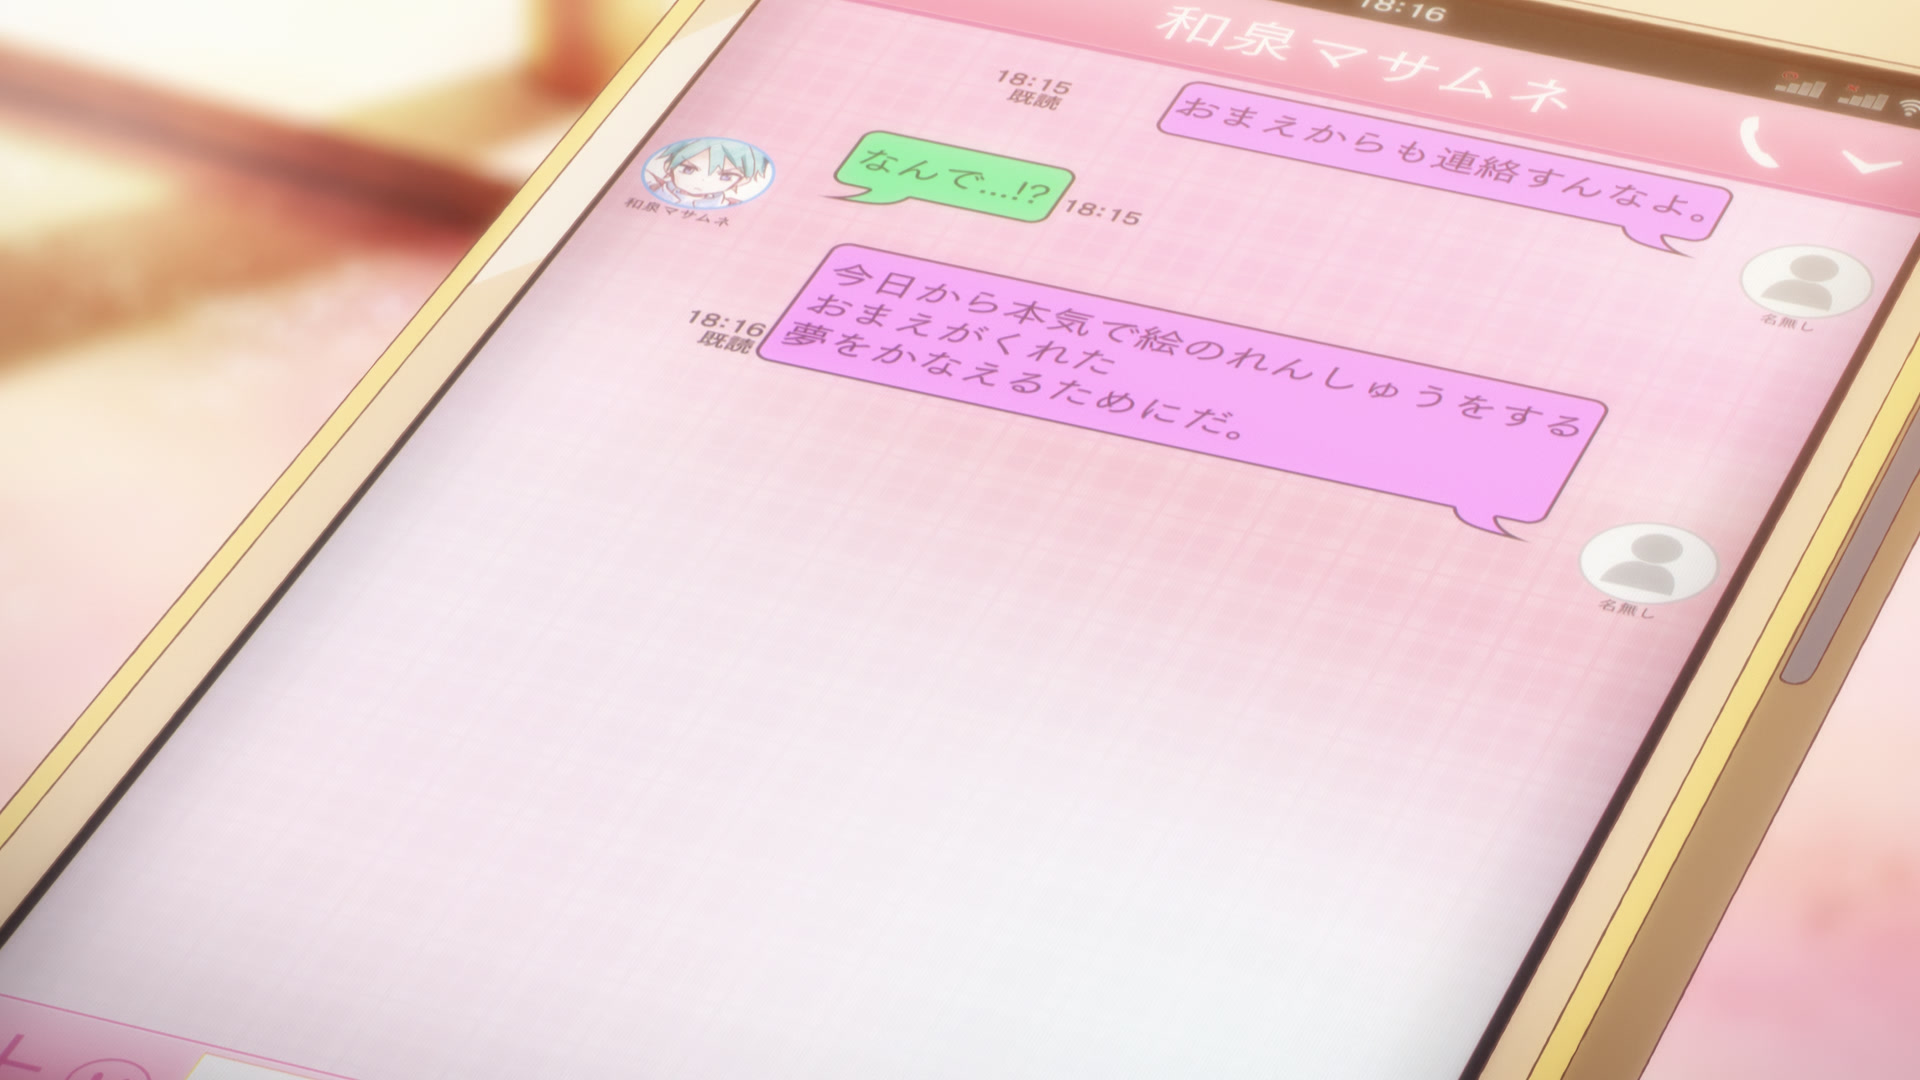 18:16
和泉マサムネ
おまえからも連絡すんなよ。
18:15
既読
名無し
なんで…!?
18:15
和泉マサムネ
今日から本気で絵のれんしゅうをする
おまえがくれた
夢をかなえるためにだ。
18:16
既読
名無し